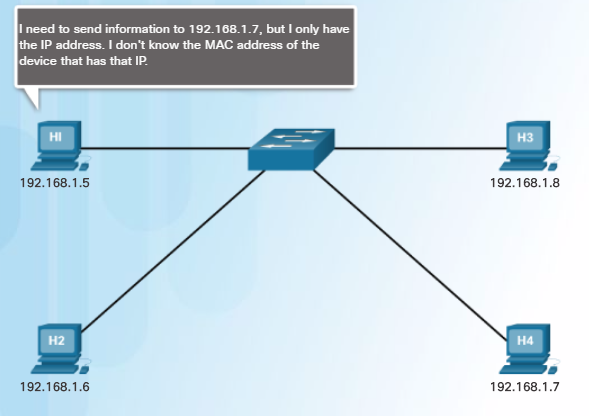 I need to send information to 192.168.1.7, but I only have
the IP address. I don't know the MAC address of the
device that has that IP.
H1
H3
192.168.1.5
192.168.1.8
H2
H4
192.168.1.6
192.168.1.7